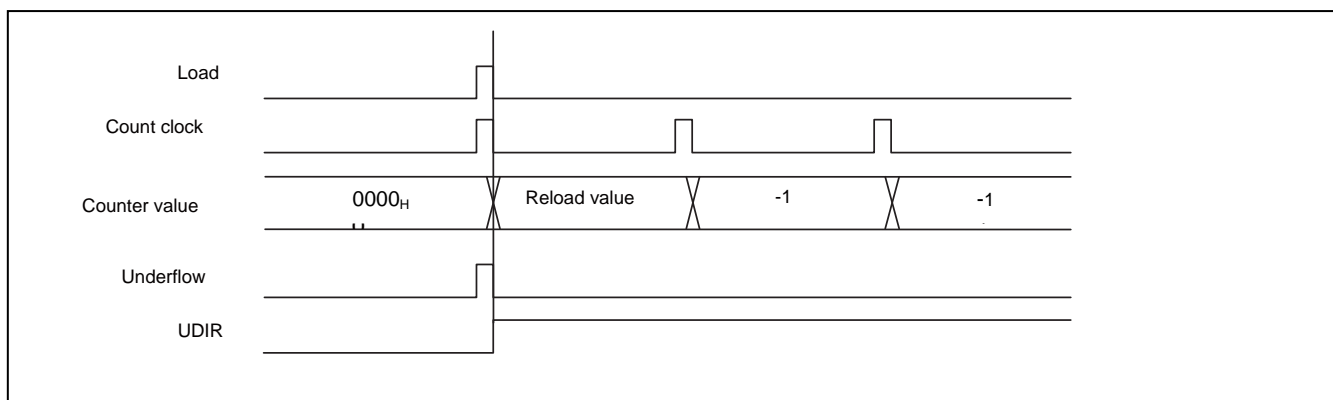 Load
Count clock
Counter value 0000H Reload value -1 -1
Underflow
UDIR